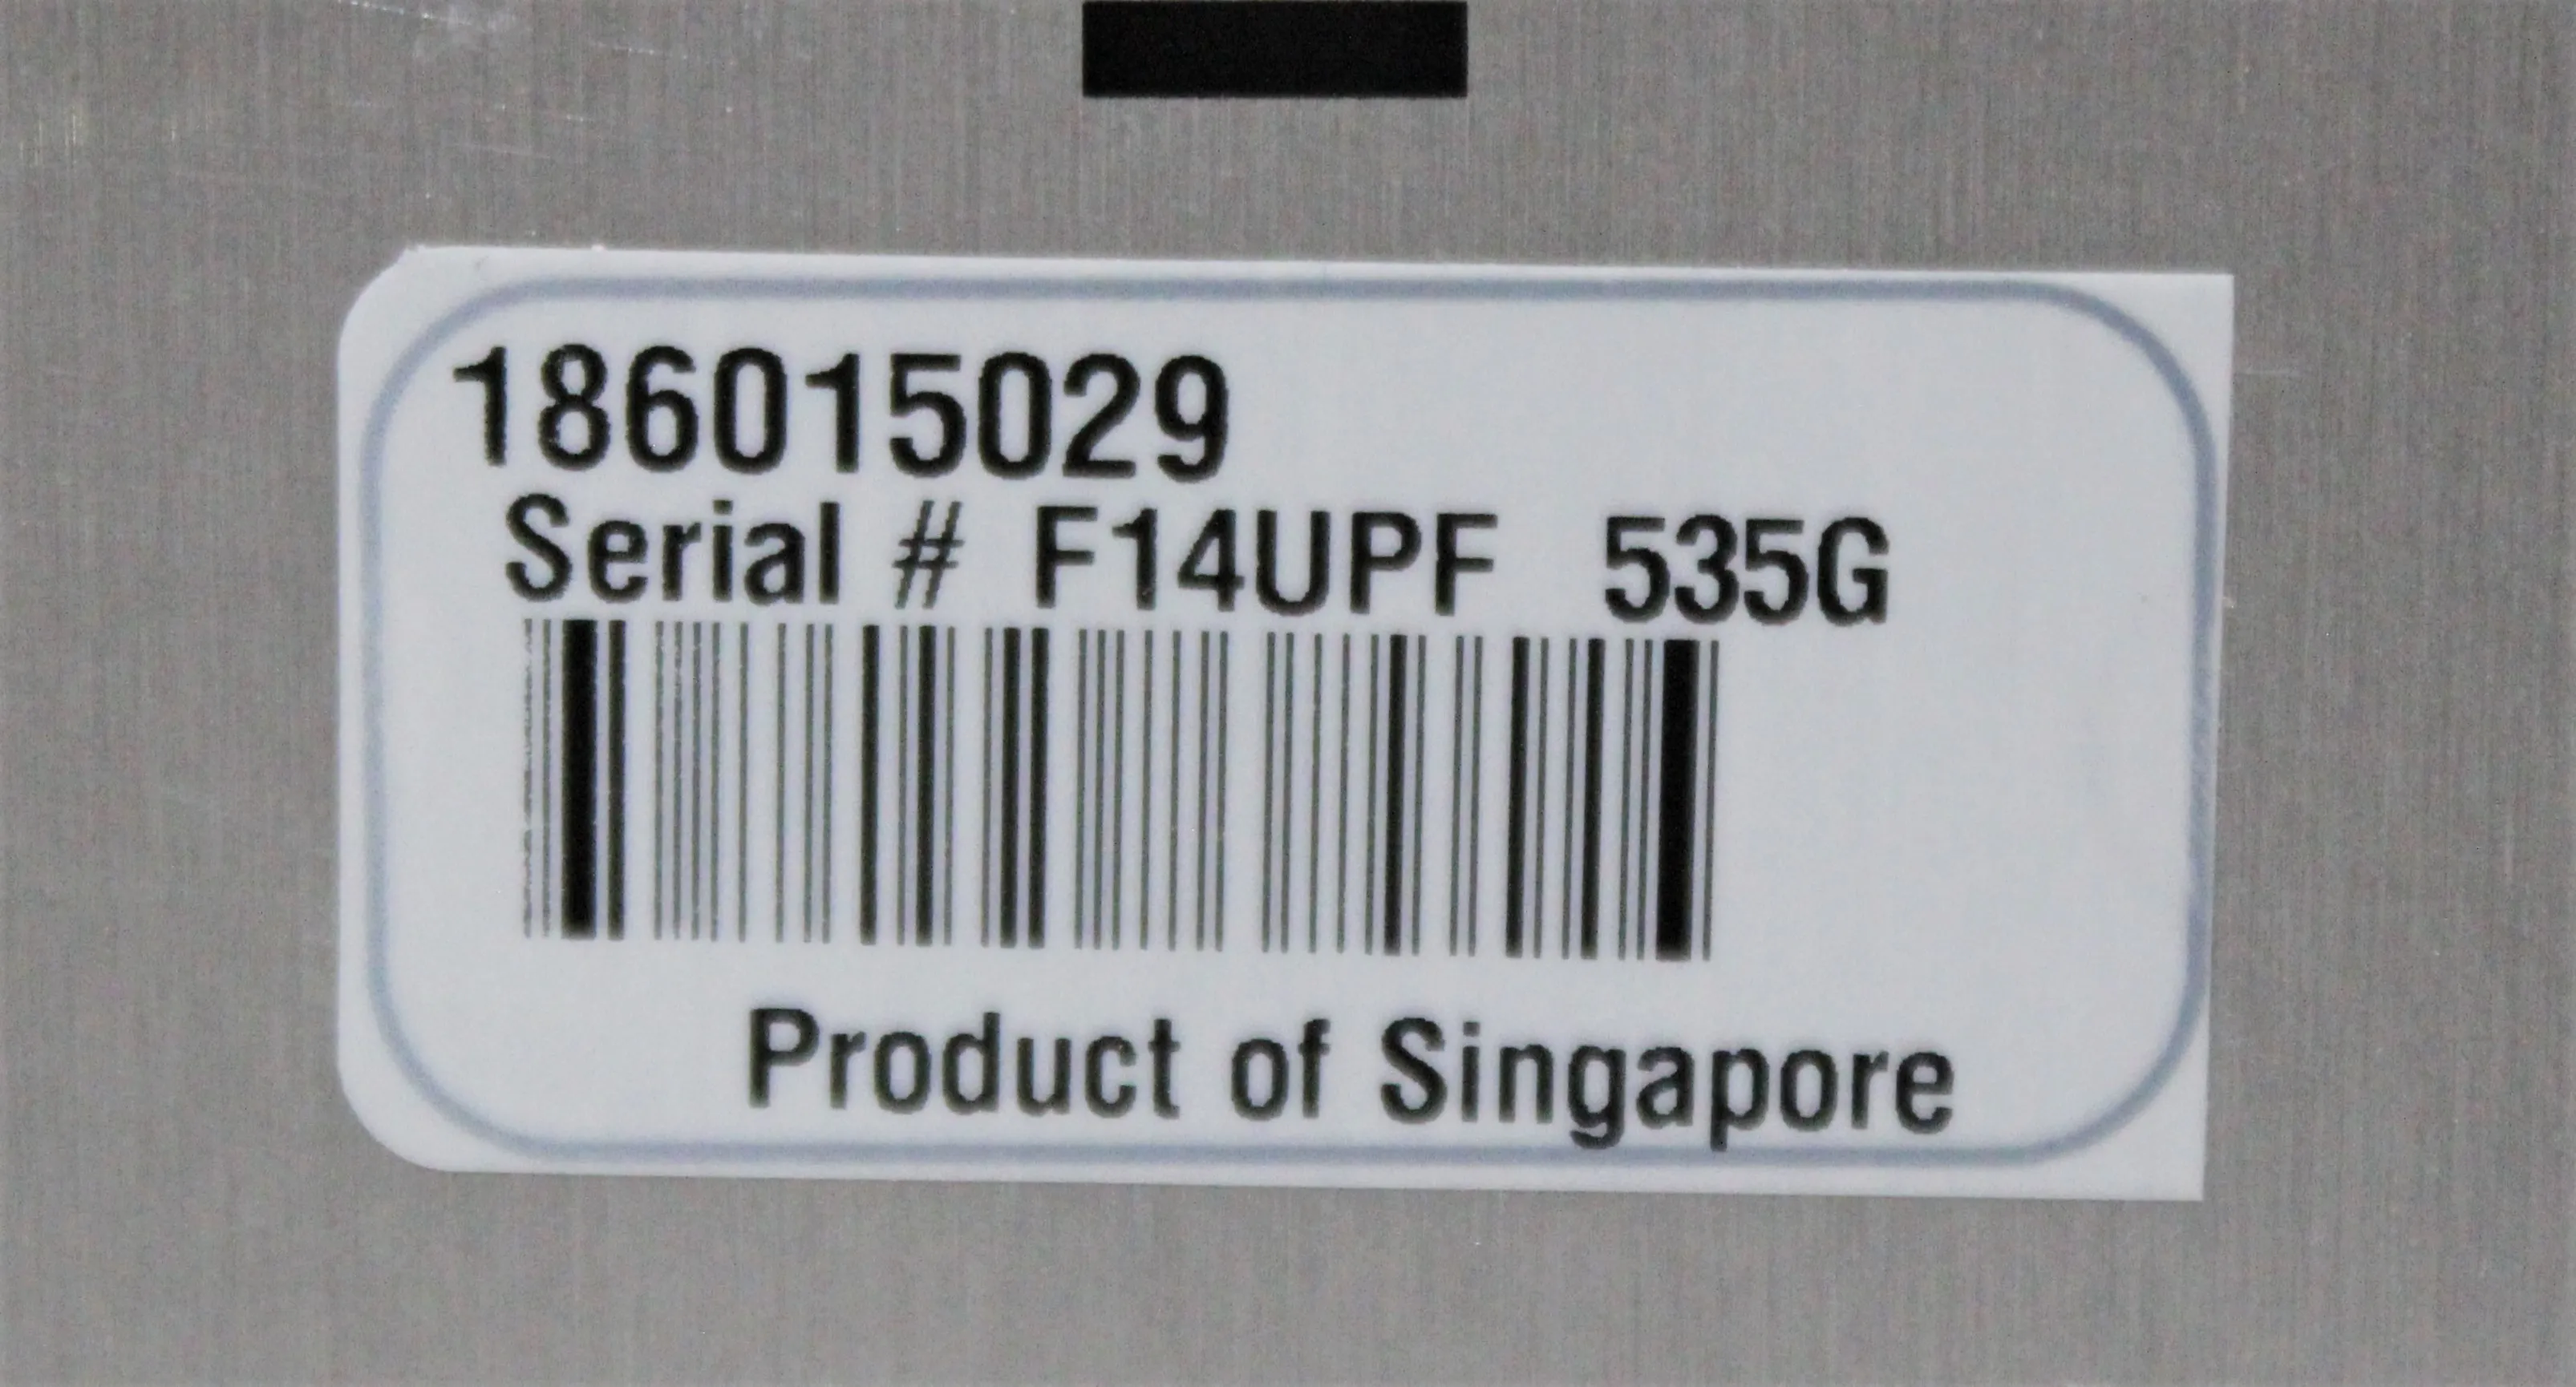 186015029
Serial # F14UPF 535G
Product of Singapore